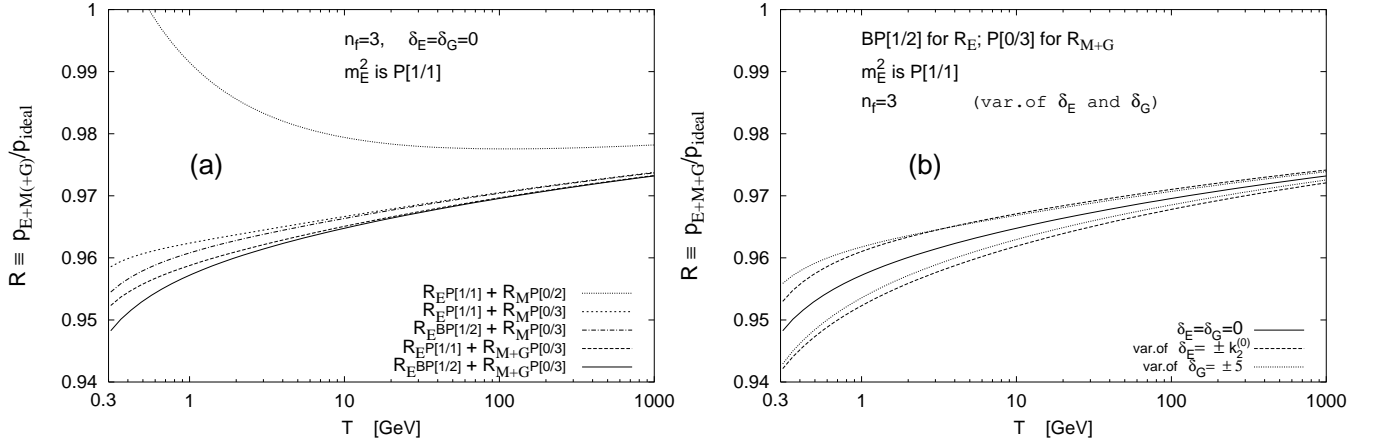 R ≡ p_{E+M(+G)}/p_{ideal}
1
0.99
0.98
0.97
0.96
0.95
0.94
n_f=3, δ_E=δ_G=0
m_E^2 is P[1/1]
(a)
R_E P[1/1] + R_M P[0/2]
R_E P[1/1] + R_M P[0/3]
R_E BP[1/2] + R_M P[0/3]
R_E P[1/1] + R_{M+G} P[0/3]
R_E BP[1/2] + R_{M+G} P[0/3]
0.3 1 10 100 1000
T [GeV]
R ≡ p_{E+M+G}/p_{ideal}
1
0.99
0.98
0.97
0.96
0.95
0.94
BP[1/2] for R_E; P[0/3] for R_{M+G}
m_E^2 is P[1/1]
n_f=3 (var.of δ_E and δ_G)
(b)
δ_E=δ_G=0
var.of δ_E= ± k_2^{(0)}
var.of δ_G= ±5
0.3 1 10 100 1000
T [GeV]